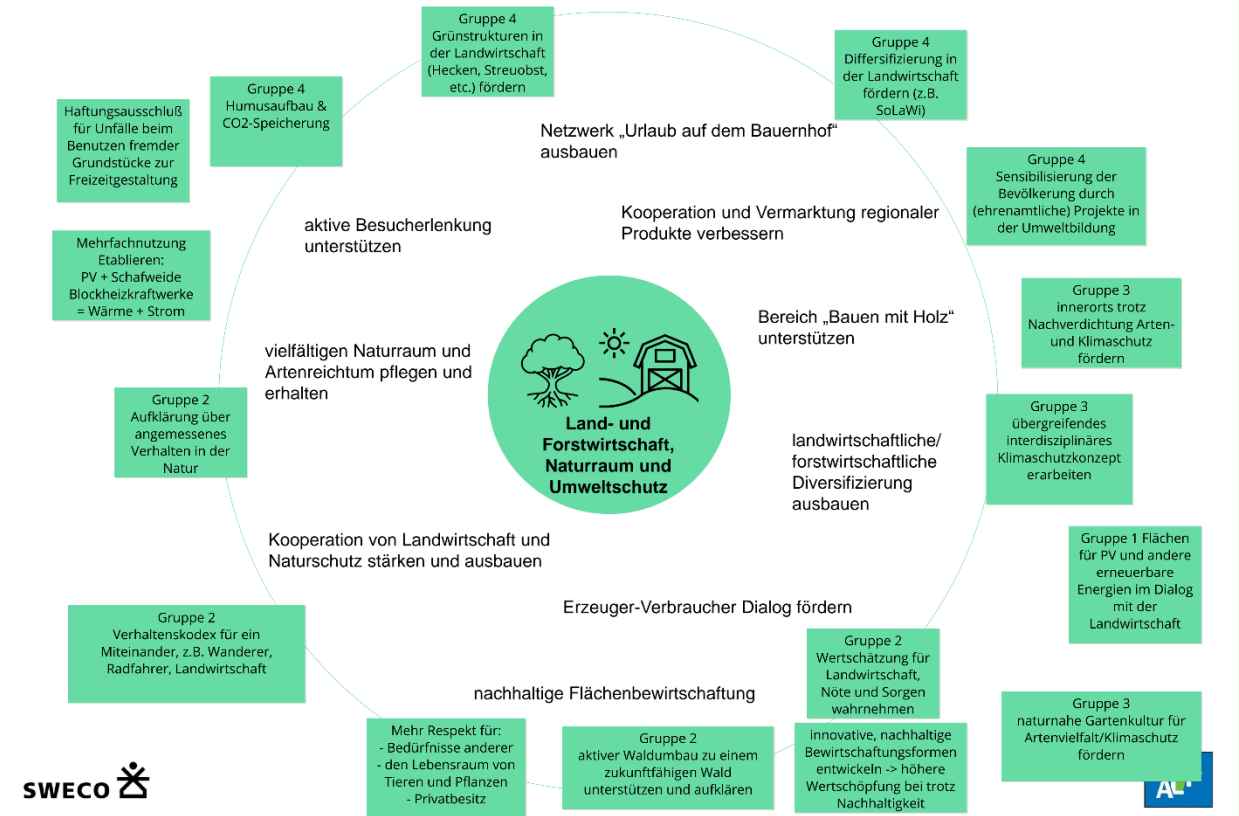 Gruppe 4
Grünstrukturen in
der Landwirtschaft
(Hecken, Streuobst,
etc.) fördern
Gruppe 4
Differsifizierung in
der Landwirtschaft
fördern (z.B.
SoLaWi)
Gruppe 4
Humusaufbau &
CO2-Speicherung
Haftungsausschluß
für Unfälle beim
Benutzen fremder
Grundstücke zur
Freizeitgestaltung
Netzwerk „Urlaub auf dem Bauernhof“
ausbauen
Gruppe 4
Sensibilisierung der
Bevölkerung durch
(ehrenamtliche) Projekte in
der Umweltbildung
aktive Besucherlenkung
unterstützen
Kooperation und Vermarktung regionaler
Produkte verbessern
Mehrfachnutzung
Etablieren:
PV + Schafweide
Blockheizkraftwerke
= Wärme + Strom
Gruppe 3
innerorts trotz
Nachverdichtung Arten-
und Klimaschutz
fördern
Bereich „Bauen mit Holz“
unterstützen
vielfältigen Naturraum und
Artenreichtum pflegen und
erhalten
Land- und
Forstwirtschaft,
Naturraum und
Umweltschutz
Gruppe 2
Aufklärung über
angemessenes
Verhalten in der
Natur
landwirtschaftliche/
forstwirtschaftliche
Diversifizierung
ausbauen
Gruppe 3
übergreifendes
interdisziplinäres
Klimaschutzkonzept
erarbeiten
Kooperation von Landwirtschaft und
Naturschutz stärken und ausbauen
Gruppe 1 Flächen
für PV und andere
erneuerbare
Energien im Dialog
mit der
Landwirtschaft
Erzeuger-Verbraucher Dialog fördern
Gruppe 2
Verhaltenskodex für ein
Miteinander, z.B. Wanderer,
Radfahrer, Landwirtschaft
Gruppe 2
Wertschätzung für
Landwirtschaft,
Nöte und Sorgen
wahrnehmen
nachhaltige Flächenbewirtschaftung
Gruppe 3
naturnahe Gartenkultur für
Artenvielfalt/Klimaschutz
fördern
Mehr Respekt für:
- Bedürfnisse anderer
- den Lebensraum von
Tieren und Pflanzen
- Privatbesitz
Gruppe 2
aktiver Waldumbau zu einem
zukunftfähigen Wald
unterstützen und aufklären
innovative, nachhaltige
Bewirtschaftungsformen
entwickeln -> höhere
Wertschöpfung bei trotz
Nachhaltigkeit
SWECO